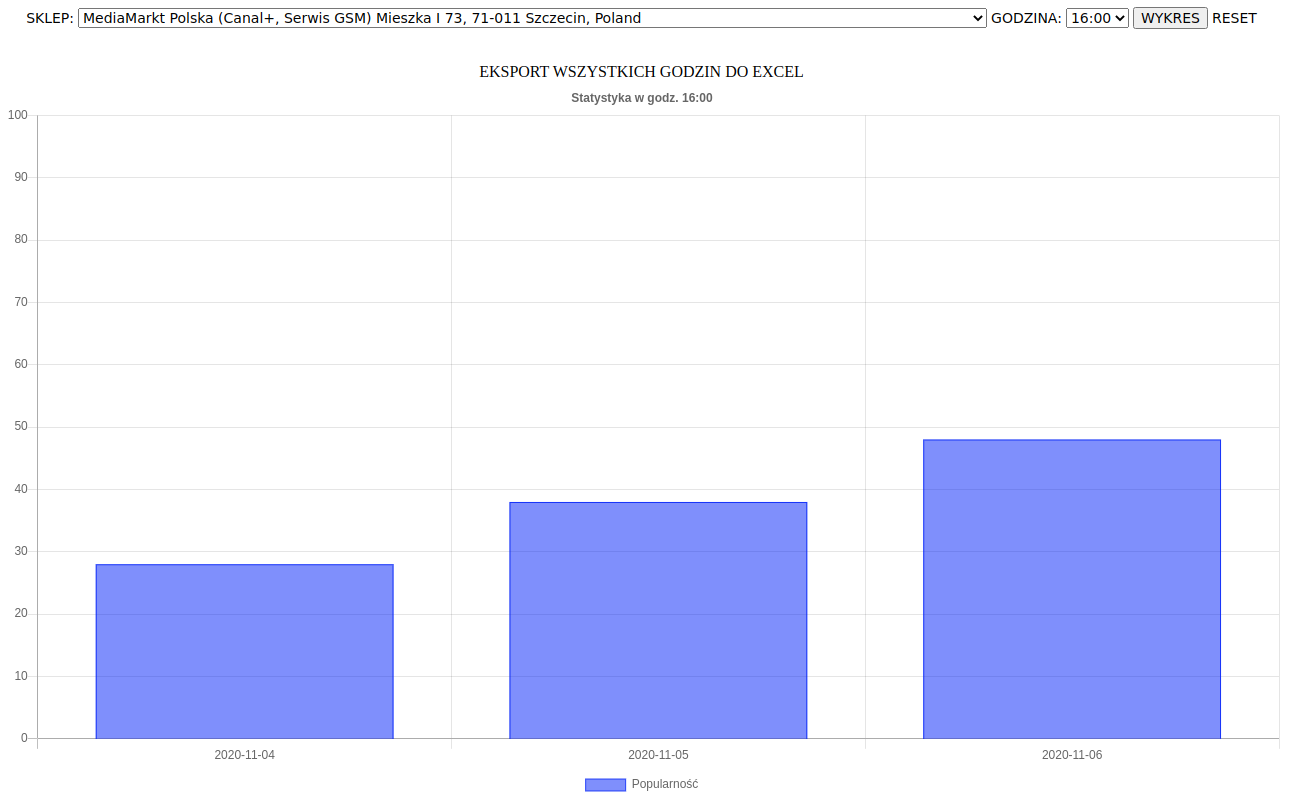 SKLEP: MediaMarkt Polska (Canal+, Serwis GSM) Mieszka I 73, 71-011 Szczecin, Poland GODZINA: 16:00 WYKRES RESET
EKSPORT WSZYSTKICH GODZIN DO EXCEL
Statystyka w godz. 16:00
100
90
80
70
60
50
40
30
20
10
0
2020-11-04 2020-11-05 2020-11-06
Popularność